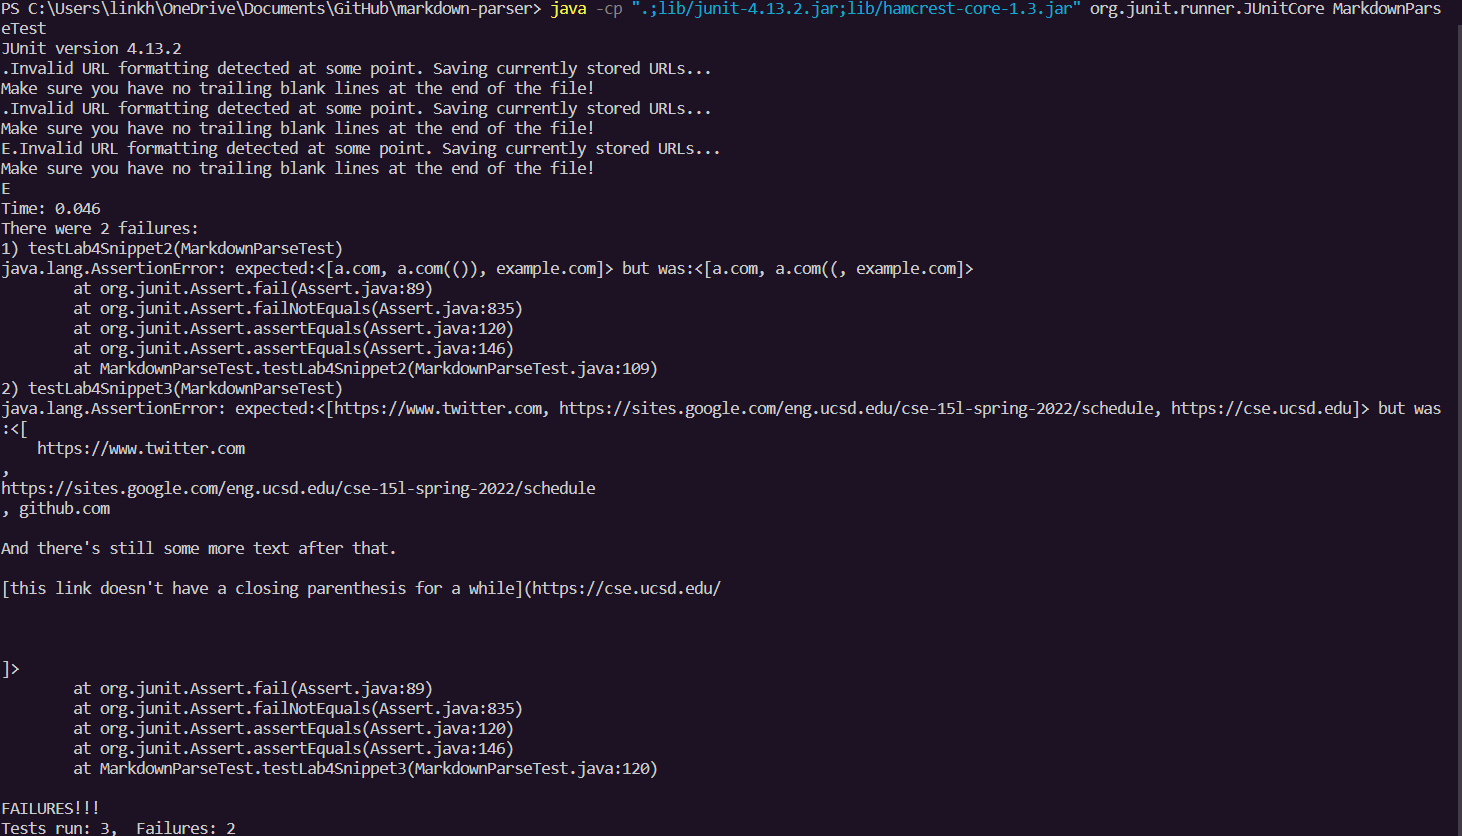 PS C:\Users\linkh\OneDrive\Documents\GitHub\markdown-parser> java -cp ".;lib/junit-4.13.2.jar;lib/hamcrest-core-1.3.jar" org.junit.runner.JUnitCore MarkdownPars
eTest
JUnit version 4.13.2
.Invalid URL formatting detected at some point. Saving currently stored URLs...
Make sure you have no trailing blank lines at the end of the file!
.Invalid URL formatting detected at some point. Saving currently stored URLs...
Make sure you have no trailing blank lines at the end of the file!
E.Invalid URL formatting detected at some point. Saving currently stored URLs...
Make sure you have no trailing blank lines at the end of the file!
E
Time: 0.046
There were 2 failures:
1) testLab4Snippet2(MarkdownParseTest)
java.lang.AssertionError: expected:<[a.com, a.com(()), example.com]> but was:<[a.com, a.com((, example.com]>
        at org.junit.Assert.fail(Assert.java:89)
        at org.junit.Assert.failNotEquals(Assert.java:835)
        at org.junit.Assert.assertEquals(Assert.java:120)
        at org.junit.Assert.assertEquals(Assert.java:146)
        at MarkdownParseTest.testLab4Snippet2(MarkdownParseTest.java:109)
2) testLab4Snippet3(MarkdownParseTest)
java.lang.AssertionError: expected:<[https://www.twitter.com, https://sites.google.com/eng.ucsd.edu/cse-15l-spring-2022/schedule, https://cse.ucsd.edu]> but was
:<[
    https://www.twitter.com
,
https://sites.google.com/eng.ucsd.edu/cse-15l-spring-2022/schedule
, github.com

And there's still some more text after that.

[this link doesn't have a closing parenthesis for a while](https://cse.ucsd.edu/



]>
        at org.junit.Assert.fail(Assert.java:89)
        at org.junit.Assert.failNotEquals(Assert.java:835)
        at org.junit.Assert.assertEquals(Assert.java:120)
        at org.junit.Assert.assertEquals(Assert.java:146)
        at MarkdownParseTest.testLab4Snippet3(MarkdownParseTest.java:120)

FAILURES!!!
Tests run: 3,  Failures: 2